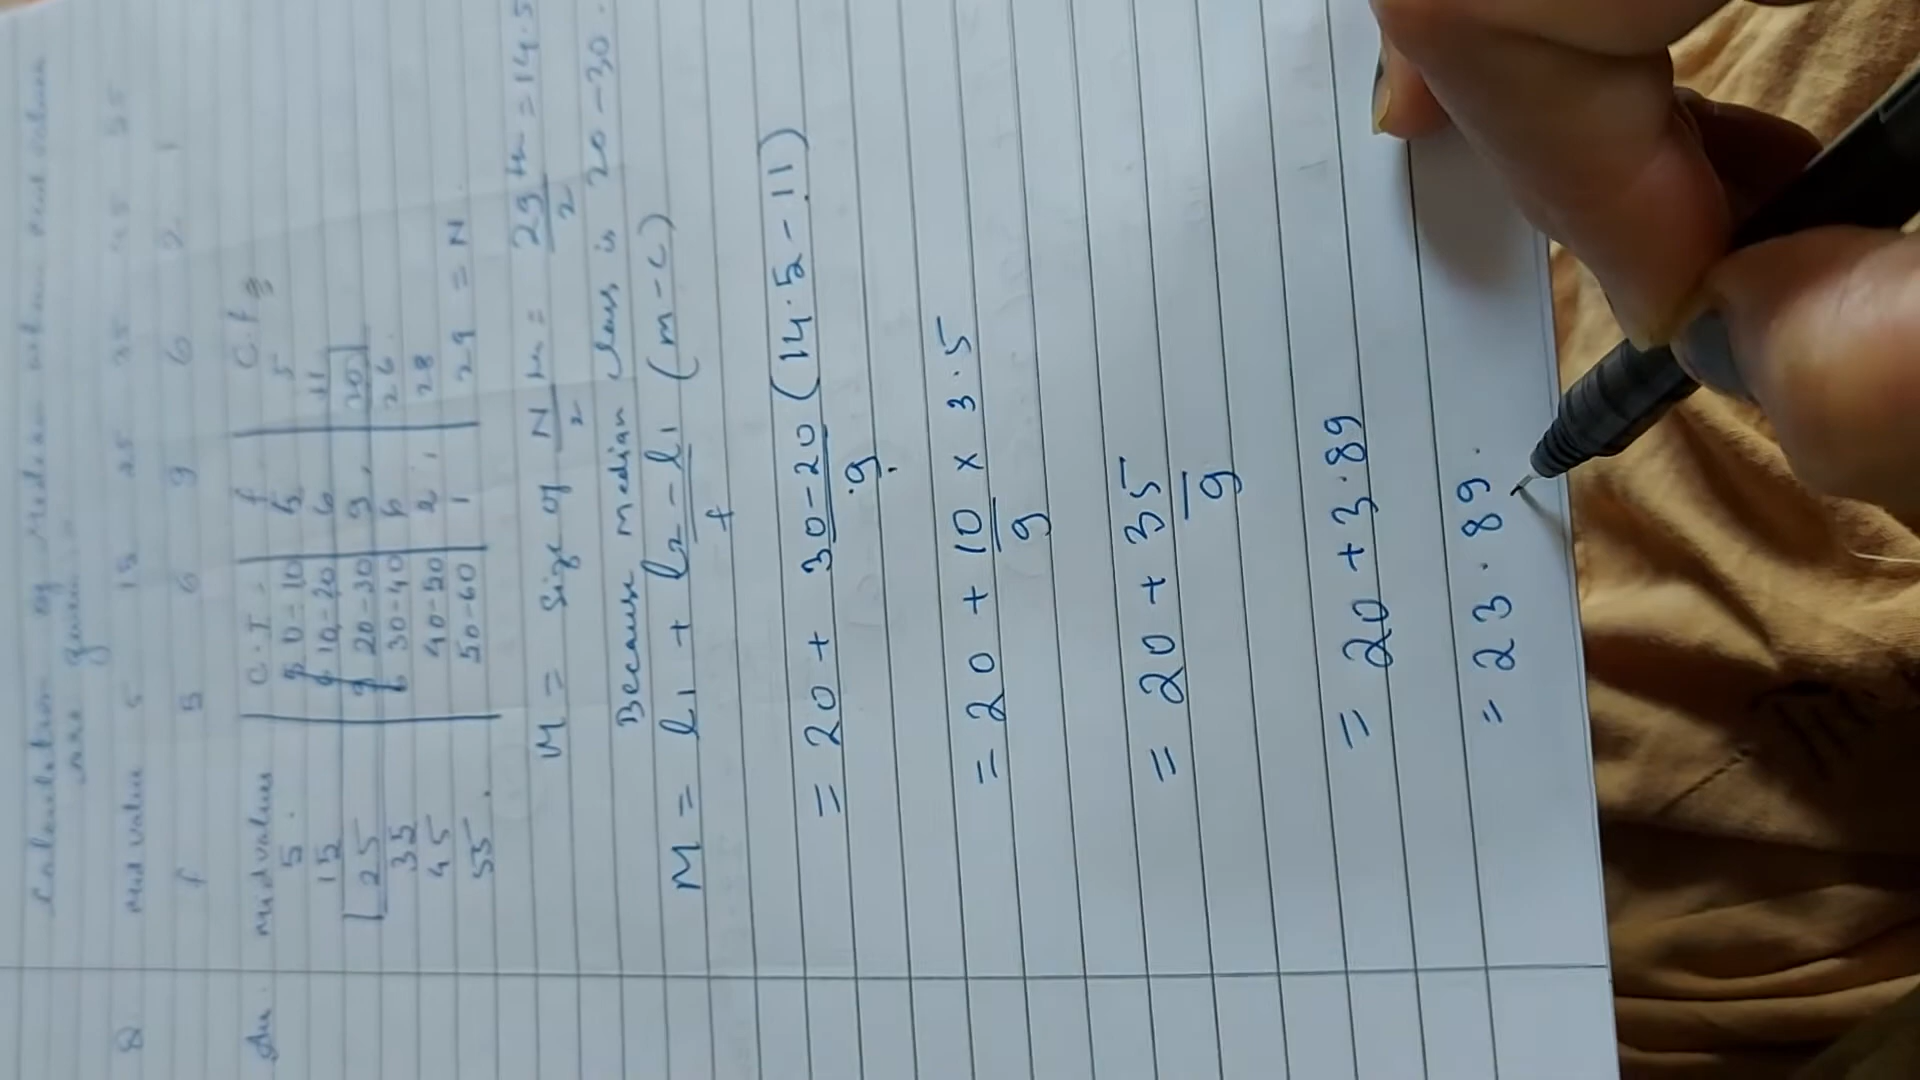 Calculation of Median when mid values are given
Q mid value 5 15 25 35 45 55
f 5 6 9 6 2 1
Au. midvalues C.I. f C.f
5. 0-10 5 5
15 10-20 6 11
25 20-30 9 20
35 30-40 6 26
45 40-50 2 28
55. 50-60 1 29 = N
M = Size of N/2 th = 29/2 th = 14.5
Because median class is 20-30.
M = l1 + l2 - l1 / f (m-c)
= 20 + 30-20 / 9 (14.5-11)
= 20 + 10/9 x 3.5
= 20 + 35/9
= 20 + 3.89
= 23.89.